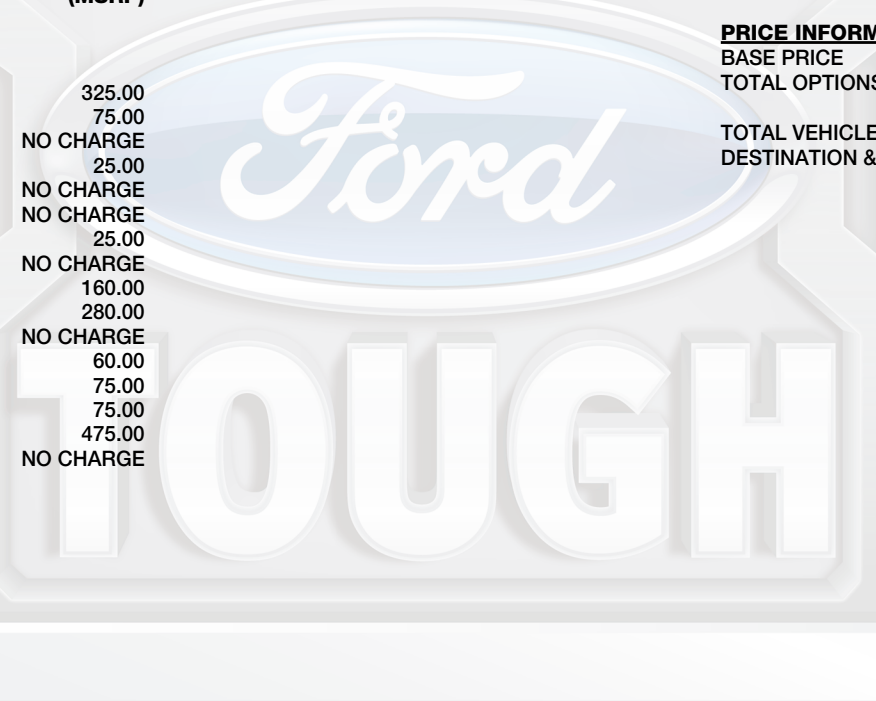 (MSRP)
325.00
75.00
NO CHARGE
25.00
NO CHARGE
NO CHARGE
25.00
NO CHARGE
160.00
280.00
NO CHARGE
60.00
75.00
75.00
475.00
NO CHARGE
PRICE INFORM
BASE PRICE
TOTAL OPTIONS
TOTAL VEHICLE
DESTINATION &
Ford
TOUGH